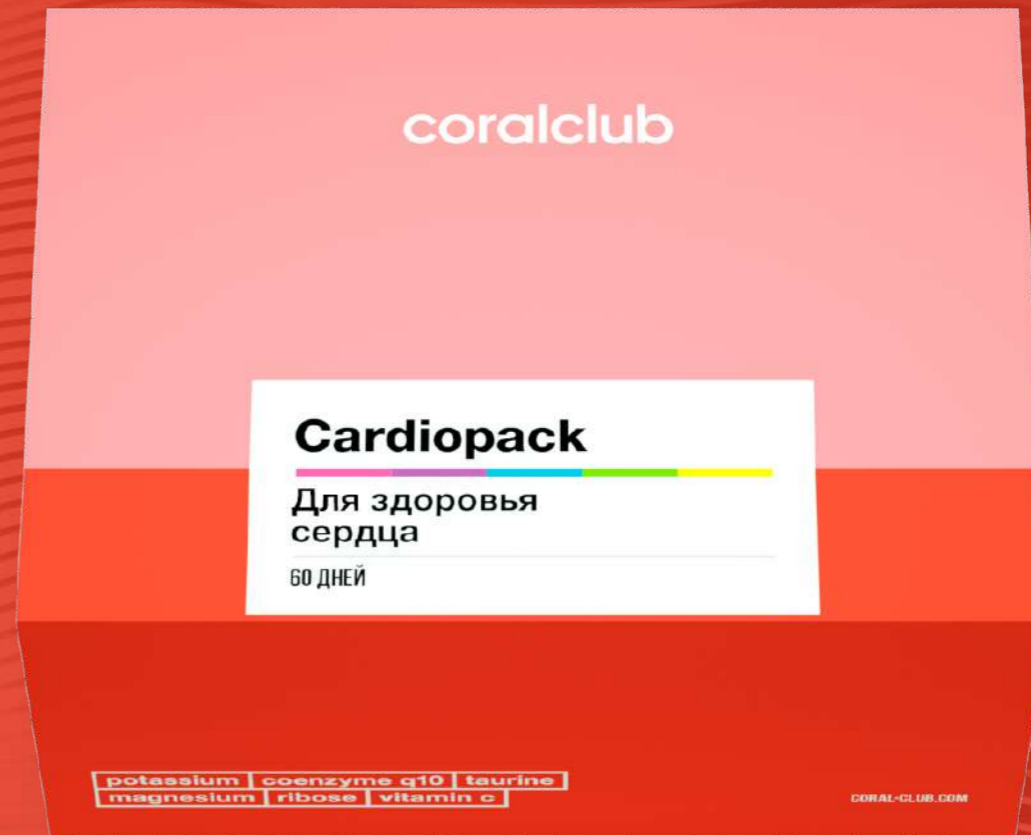 coralclub
Cardiopack
Для здоровья
сердца
60 ДНЕЙ
potassium coenzyme q10 taurine
magnesium ribose vitamin c
CORAL-CLUB.COM